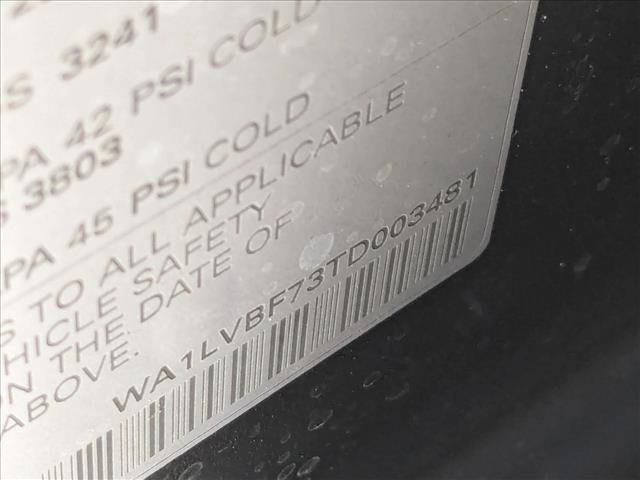 S 3241
PA 42 PSI COLD
S 3803
PA 45 PSI COLD
S TO ALL APPLICABLE
HICLE SAFETY
ON THE DATE OF
ABOVE.
WA1LVBF73TD003481